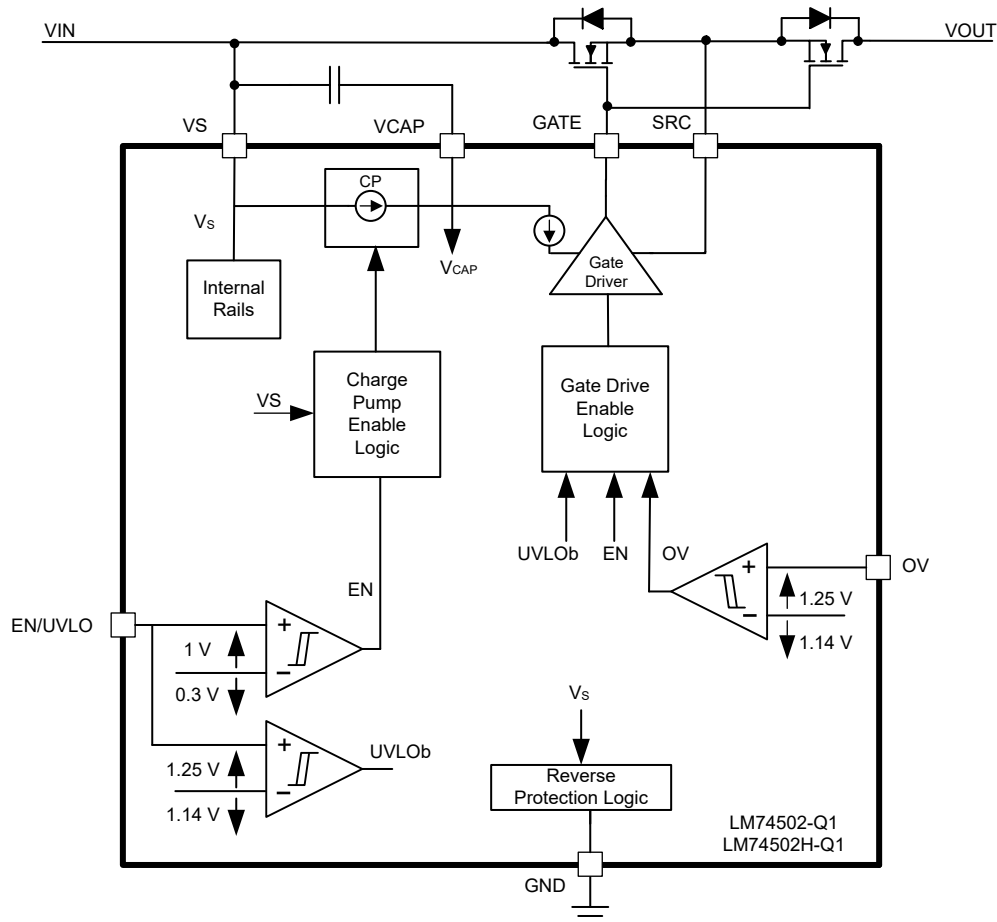 VIN
VOUT
VS
VCAP
GATE
SRC
CP
Vs
VCAP
Gate
Driver
Internal
Rails
Charge
Pump
Enable
Logic
VS
Gate Drive
Enable
Logic
UVLOb
EN
OV
OV
+
1.25 V
–
1.14 V
EN
EN/UVLO
+
1 V
–
0.3 V
Vs
UVLOb
+
1.25 V
–
1.14 V
Reverse
Protection Logic
LM74502-Q1
LM74502H-Q1
GND